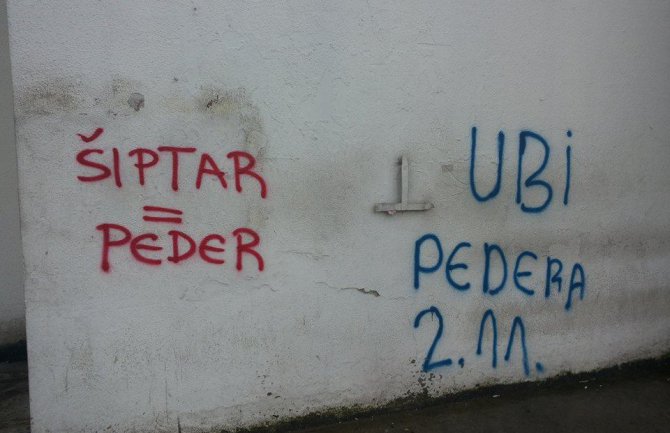 ŠIPTAR
=
PEDER
UBI
PEDERA
2.11.